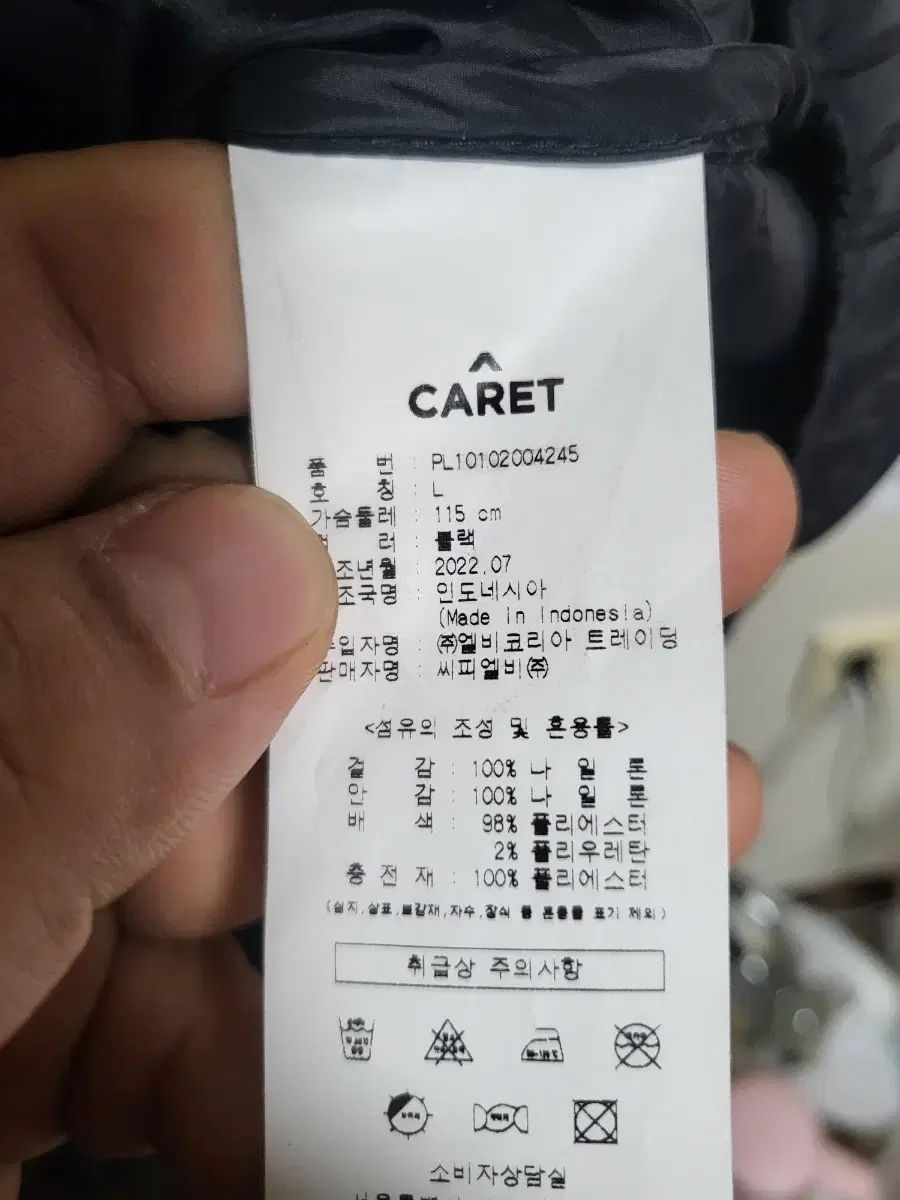 CARET
품 번 : PL10102004245
호 칭 : L
가슴둘레 : 115 cm
러 : 블랙
조년월 : 2022.07
조국명 : 인도네시아
(Made in Indonesia)
입자명 : ㈜엘비코리아 트레이딩
판매자명 : 씨피엘비㈜
<섬유의 조성 및 혼용률>
겉 감 : 100% 나 일 론
안 감 : 100% 나 일 론
배 색 : 98% 폴리에스터
2% 폴리우레탄
충 전 재 : 100% 폴리에스터
(심지,상표,트감재,자수,장식 등 혼용률 표기 제외)
취급상 주의사항
소비자상담실